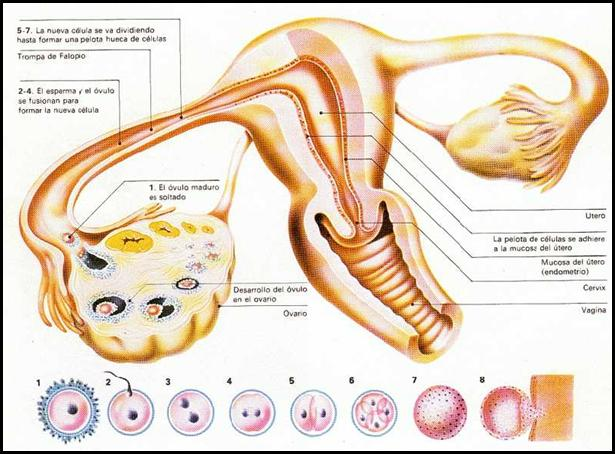 5-7. La nueva célula se va dividiendo
hasta formar una pelota hueca de células
Trompa de Falopio
2-4. El esperma y el óvulo
se fusionan para
formar la nueva célula
1. El óvulo maduro
es soltado
Utero
La pelota de células se adhiere
a la mucosa del útero
Mucosa del útero
(endometrio)
Cervix
Vagina
Desarrollo del óvulo
en el ovario
Ovario
1 2 3 4 5 6 7 8